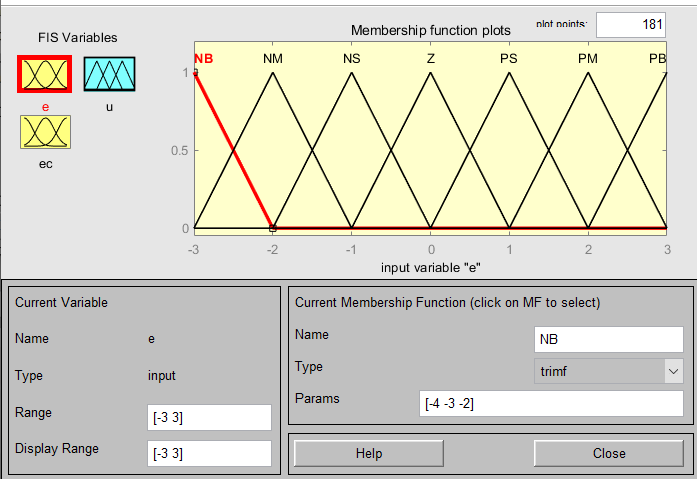 FIS Variables
e
u
ec
Membership function plots
plot points:
181
NB
NM
NS
Z
PS
PM
PB
1
0.5
0
-3
-2
-1
0
1
2
3
input variable "e"
Current Variable
Name
e
Type
input
Range
[-3 3]
Display Range
[-3 3]
Current Membership Function (click on MF to select)
Name
NB
Type
trimf
Params
[-4 -3 -2]
Help
Close